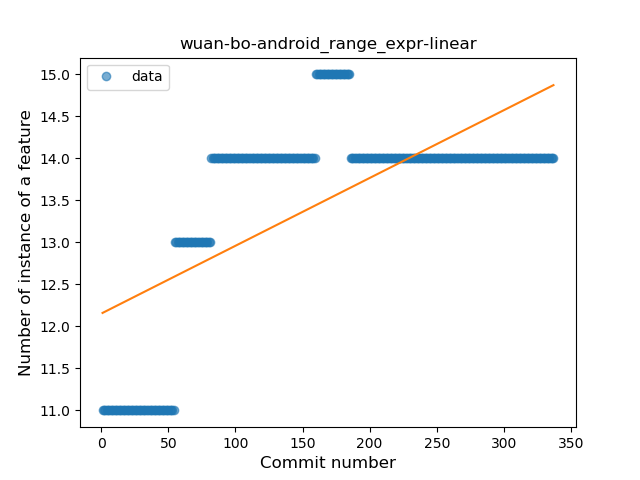 wuan-bo-android_range_expr-linear
data
Number of instance of a feature
15.0
14.5
14.0
13.5
13.0
12.5
12.0
11.5
11.0
0 50 100 150 200 250 300 350
Commit number